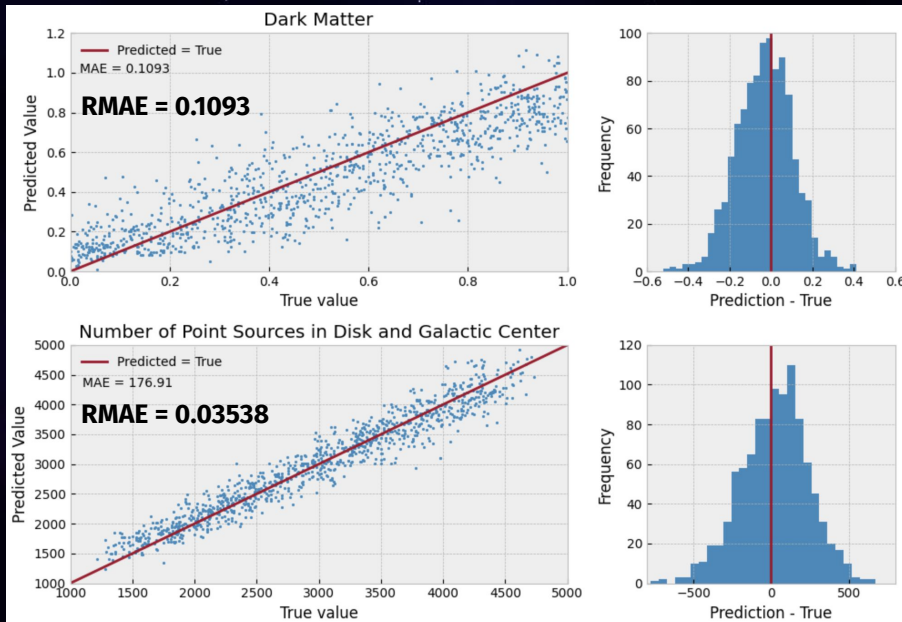 Dark Matter
1.2
1.0
0.8
0.6
0.4
0.2
0.0
Predicted Value
Predicted = True
MAE = 0.1093
RMAE = 0.1093
0.0 0.2 0.4 0.6 0.8 1.0
True value
100
80
60
40
20
0
Frequency
−0.6 −0.4 −0.2 0.0 0.2 0.4 0.6
Prediction - True
Number of Point Sources in Disk and Galactic Center
5000
4500
4000
3500
3000
2500
2000
1500
1000
Predicted Value
Predicted = True
MAE = 176.91
RMAE = 0.03538
1000 1500 2000 2500 3000 3500 4000 4500 5000
True value
120
100
80
60
40
20
0
Frequency
−500 0 500
Prediction - True